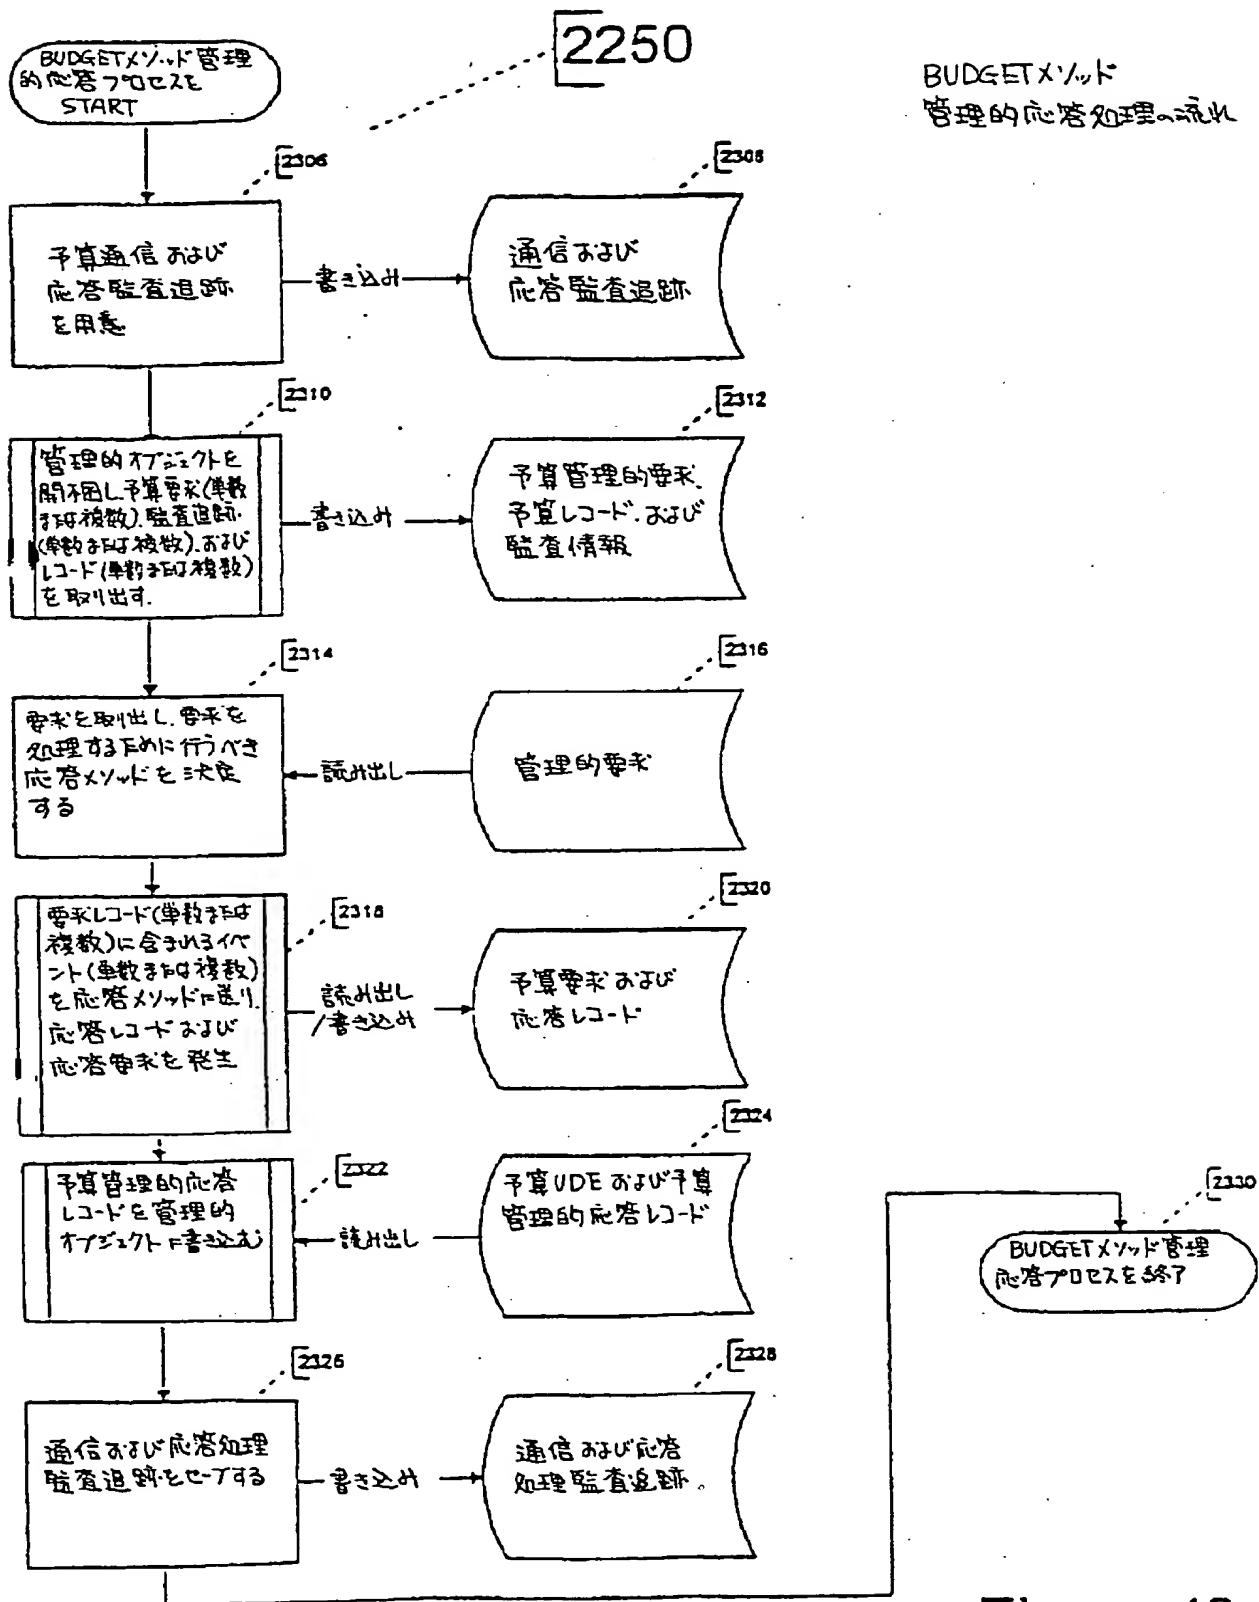 2250
BUDGETメソッド管理
的応答プロセスを
START
BUDGETメソッド
管理的応答処理の流れ
2306
予算通信および
応答監査追跡
を用意
書き込み
2308
通信および
応答監査追跡
2310
管理的オブジェクトを
開梱し予算要求(単数
または複数)、監査追跡
(単数または複数)、および
レコード(単数または複数)
を取り出す.
書き込み
2312
予算管理的要求、
予算レコード、および
監査情報
2314
要求を取り出し、要求を
処理するために行うべき
応答メソッドを決定
する
読み出し
2316
管理的要求
2318
要求レコード(単数または
複数)に含まれるイベ
ント(単数または複数)
を応答メソッドに送り、
応答レコードおよび
応答要求を発生
読み出し
/書き込み
2320
予算要求および
応答レコード
2322
予算管理的応答
レコードを管理的
オブジェクトに書き込む
読み出し
2324
予算UDEおよび予算
管理的応答レコード
2326
通信および応答処理
監査追跡をセーブする
書き込み
2328
通信および応答
処理監査追跡。
2330
BUDGETメソッド管理
応答プロセスを終了